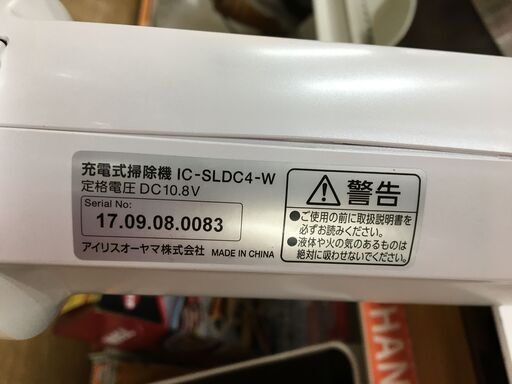 充電式掃除機 IC-SLDC4-W
定格電圧 DC10.8V
Serial No:
17.09.08.0083
アイリスオーヤマ株式会社 MADE IN CHINA
警告
●ご使用の前に取扱説明書を
必ずお読みください。
●液体や火の気のあるものは
絶対に吸わせないでください。
HAN